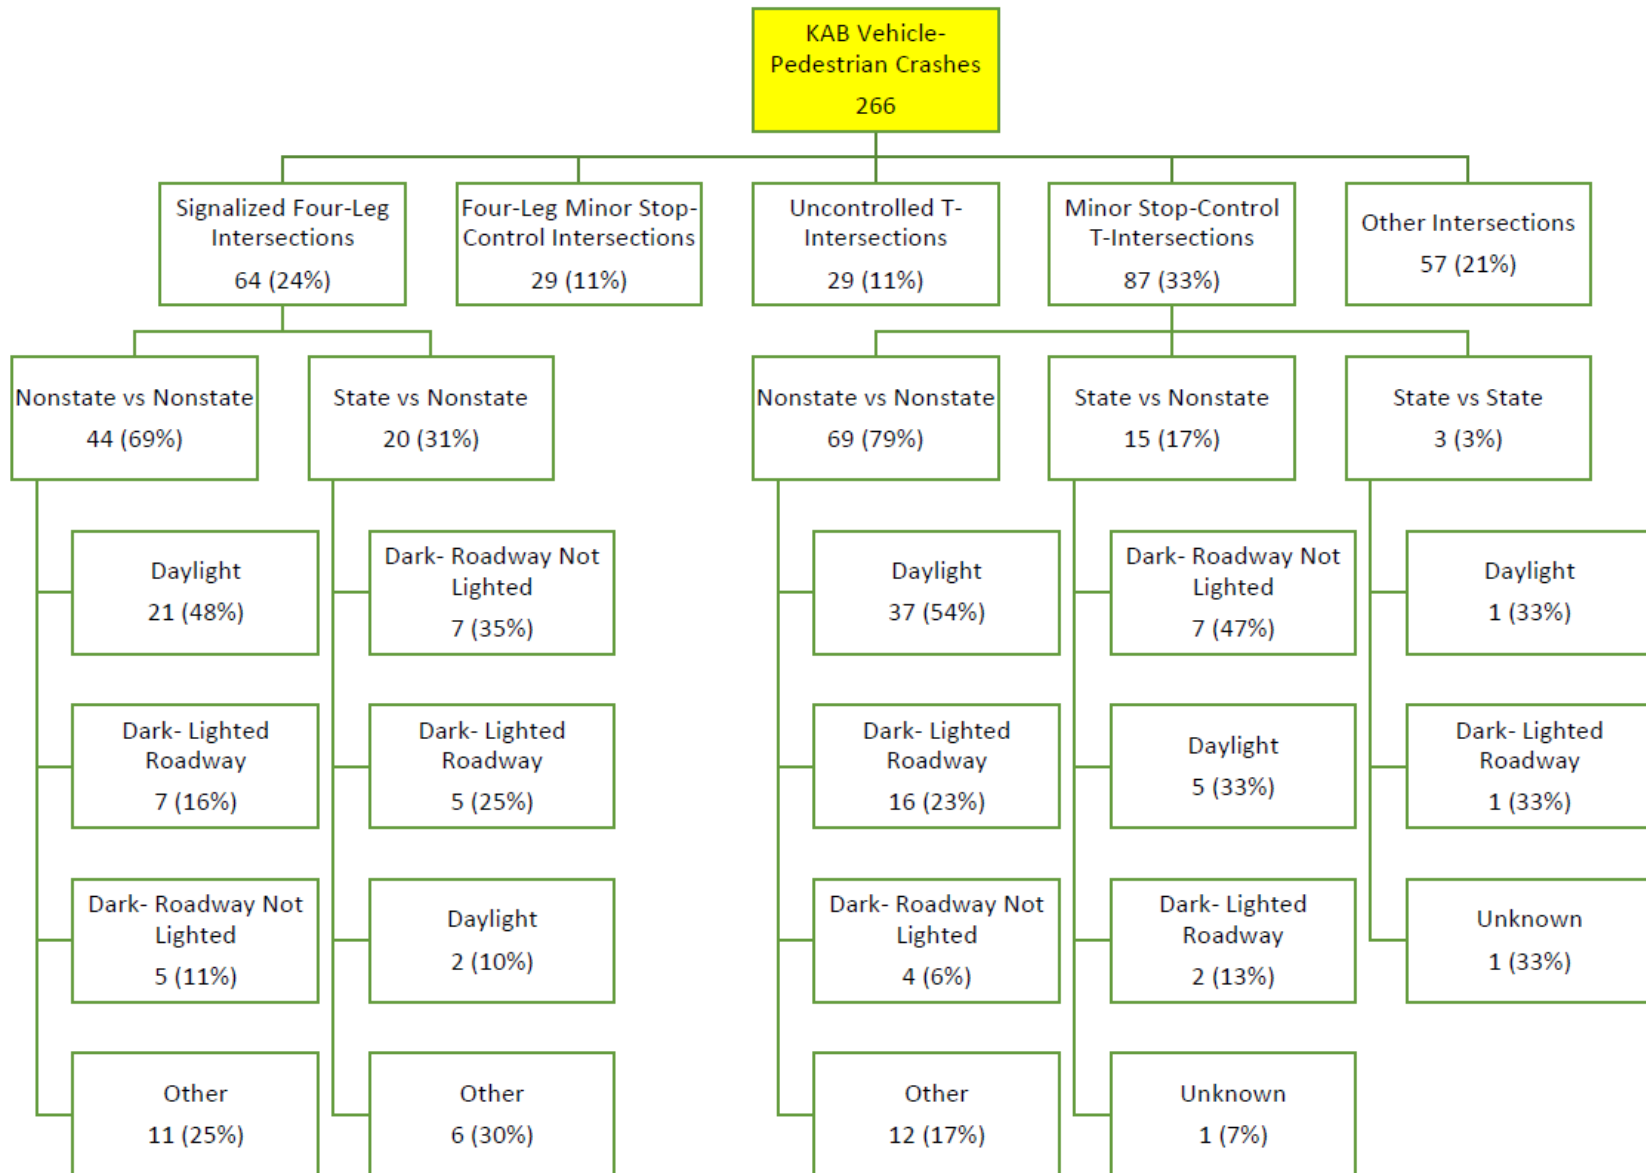 KAB Vehicle-
Pedestrian Crashes
266
Signalized Four-Leg
Intersections
64 (24%)
Four-Leg Minor Stop-
Control Intersections
29 (11%)
Uncontrolled T-
Intersections
29 (11%)
Minor Stop-Control
T-Intersections
87 (33%)
Other Intersections
57 (21%)
Nonstate vs Nonstate
44 (69%)
State vs Nonstate
20 (31%)
Nonstate vs Nonstate
69 (79%)
State vs Nonstate
15 (17%)
State vs State
3 (3%)
Daylight
21 (48%)
Dark- Roadway Not
Lighted
7 (35%)
Daylight
37 (54%)
Dark- Roadway Not
Lighted
7 (47%)
Daylight
1 (33%)
Dark- Lighted
Roadway
7 (16%)
Dark- Lighted
Roadway
5 (25%)
Dark- Lighted
Roadway
16 (23%)
Daylight
5 (33%)
Dark- Lighted
Roadway
1 (33%)
Dark- Roadway Not
Lighted
5 (11%)
Daylight
2 (10%)
Dark- Roadway Not
Lighted
4 (6%)
Dark- Lighted
Roadway
2 (13%)
Unknown
1 (33%)
Other
11 (25%)
Other
6 (30%)
Other
12 (17%)
Unknown
1 (7%)